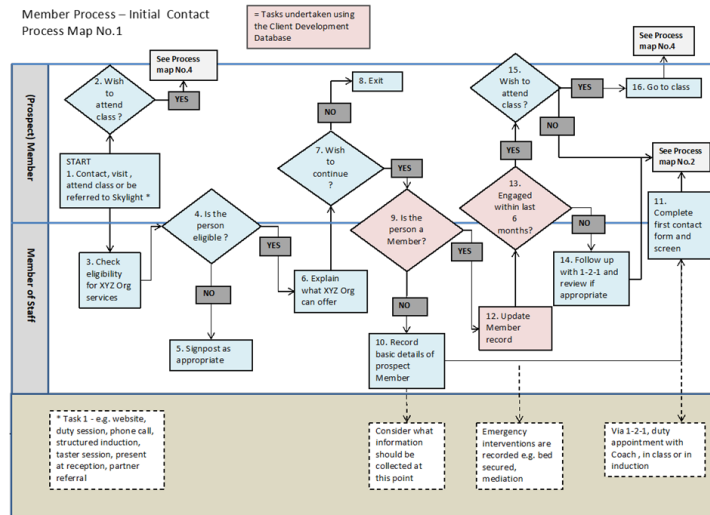 Member Process – Initial Contact
Process Map No.1
= Tasks undertaken using
the Client Development
Database
(Prospect) Member
Member of Staff
See Process
map No.4
2. Wish
to
attend
class ?
YES
START
1. Contact, visit ,
attend class or be
referred to Skylight *
3. Check
eligibility
for XYZ Org
services
4. Is the
person
eligible ?
YES
NO
5. Signpost as
appropriate
6. Explain
what XYZ Org
can offer
7. Wish
to
continue
?
NO
8. Exit
YES
9. Is the
person a
Member?
YES
NO
10. Record
basic details of
prospect
Member
12. Update
Member
record
13.
Engaged
within last
6
months?
YES
NO
14. Follow up
with 1-2-1 and
review if
appropriate
15.
Wish to
attend
class ?
YES
NO
16. Go to class
See Process
map No.4
See Process
map No.2
11.
Complete
first contact
form and
screen
* Task 1 - e.g. website,
duty session, phone call,
structured induction,
taster session, present
at reception, partner
referral
Consider what
information
should be
collected at
this point
Emergency
interventions are
recorded e.g. bed
secured,
mediation
Via 1-2-1, duty
appointment with
Coach , in class or in
induction